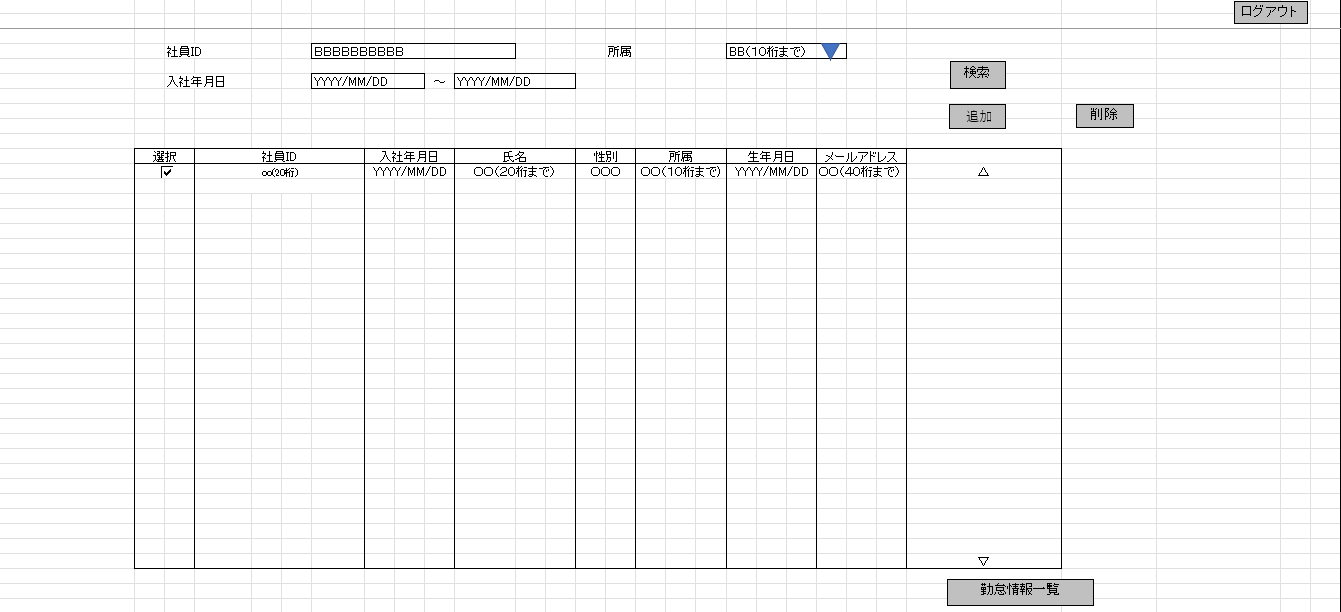 ログアウト
社員ID BBBBBBBBBB 所属 BB(10桁まで)
検索
入社年月日 YYYY/MM/DD ～ YYYY/MM/DD
追加 削除
選択 社員ID 入社年月日 氏名 性別 所属 生年月日 メールアドレス
oo(20桁) YYYY/MM/DD OO(20桁まで) OOO OO(10桁まで) YYYY/MM/DD OO(40桁まで) △
▽
勤怠情報一覧